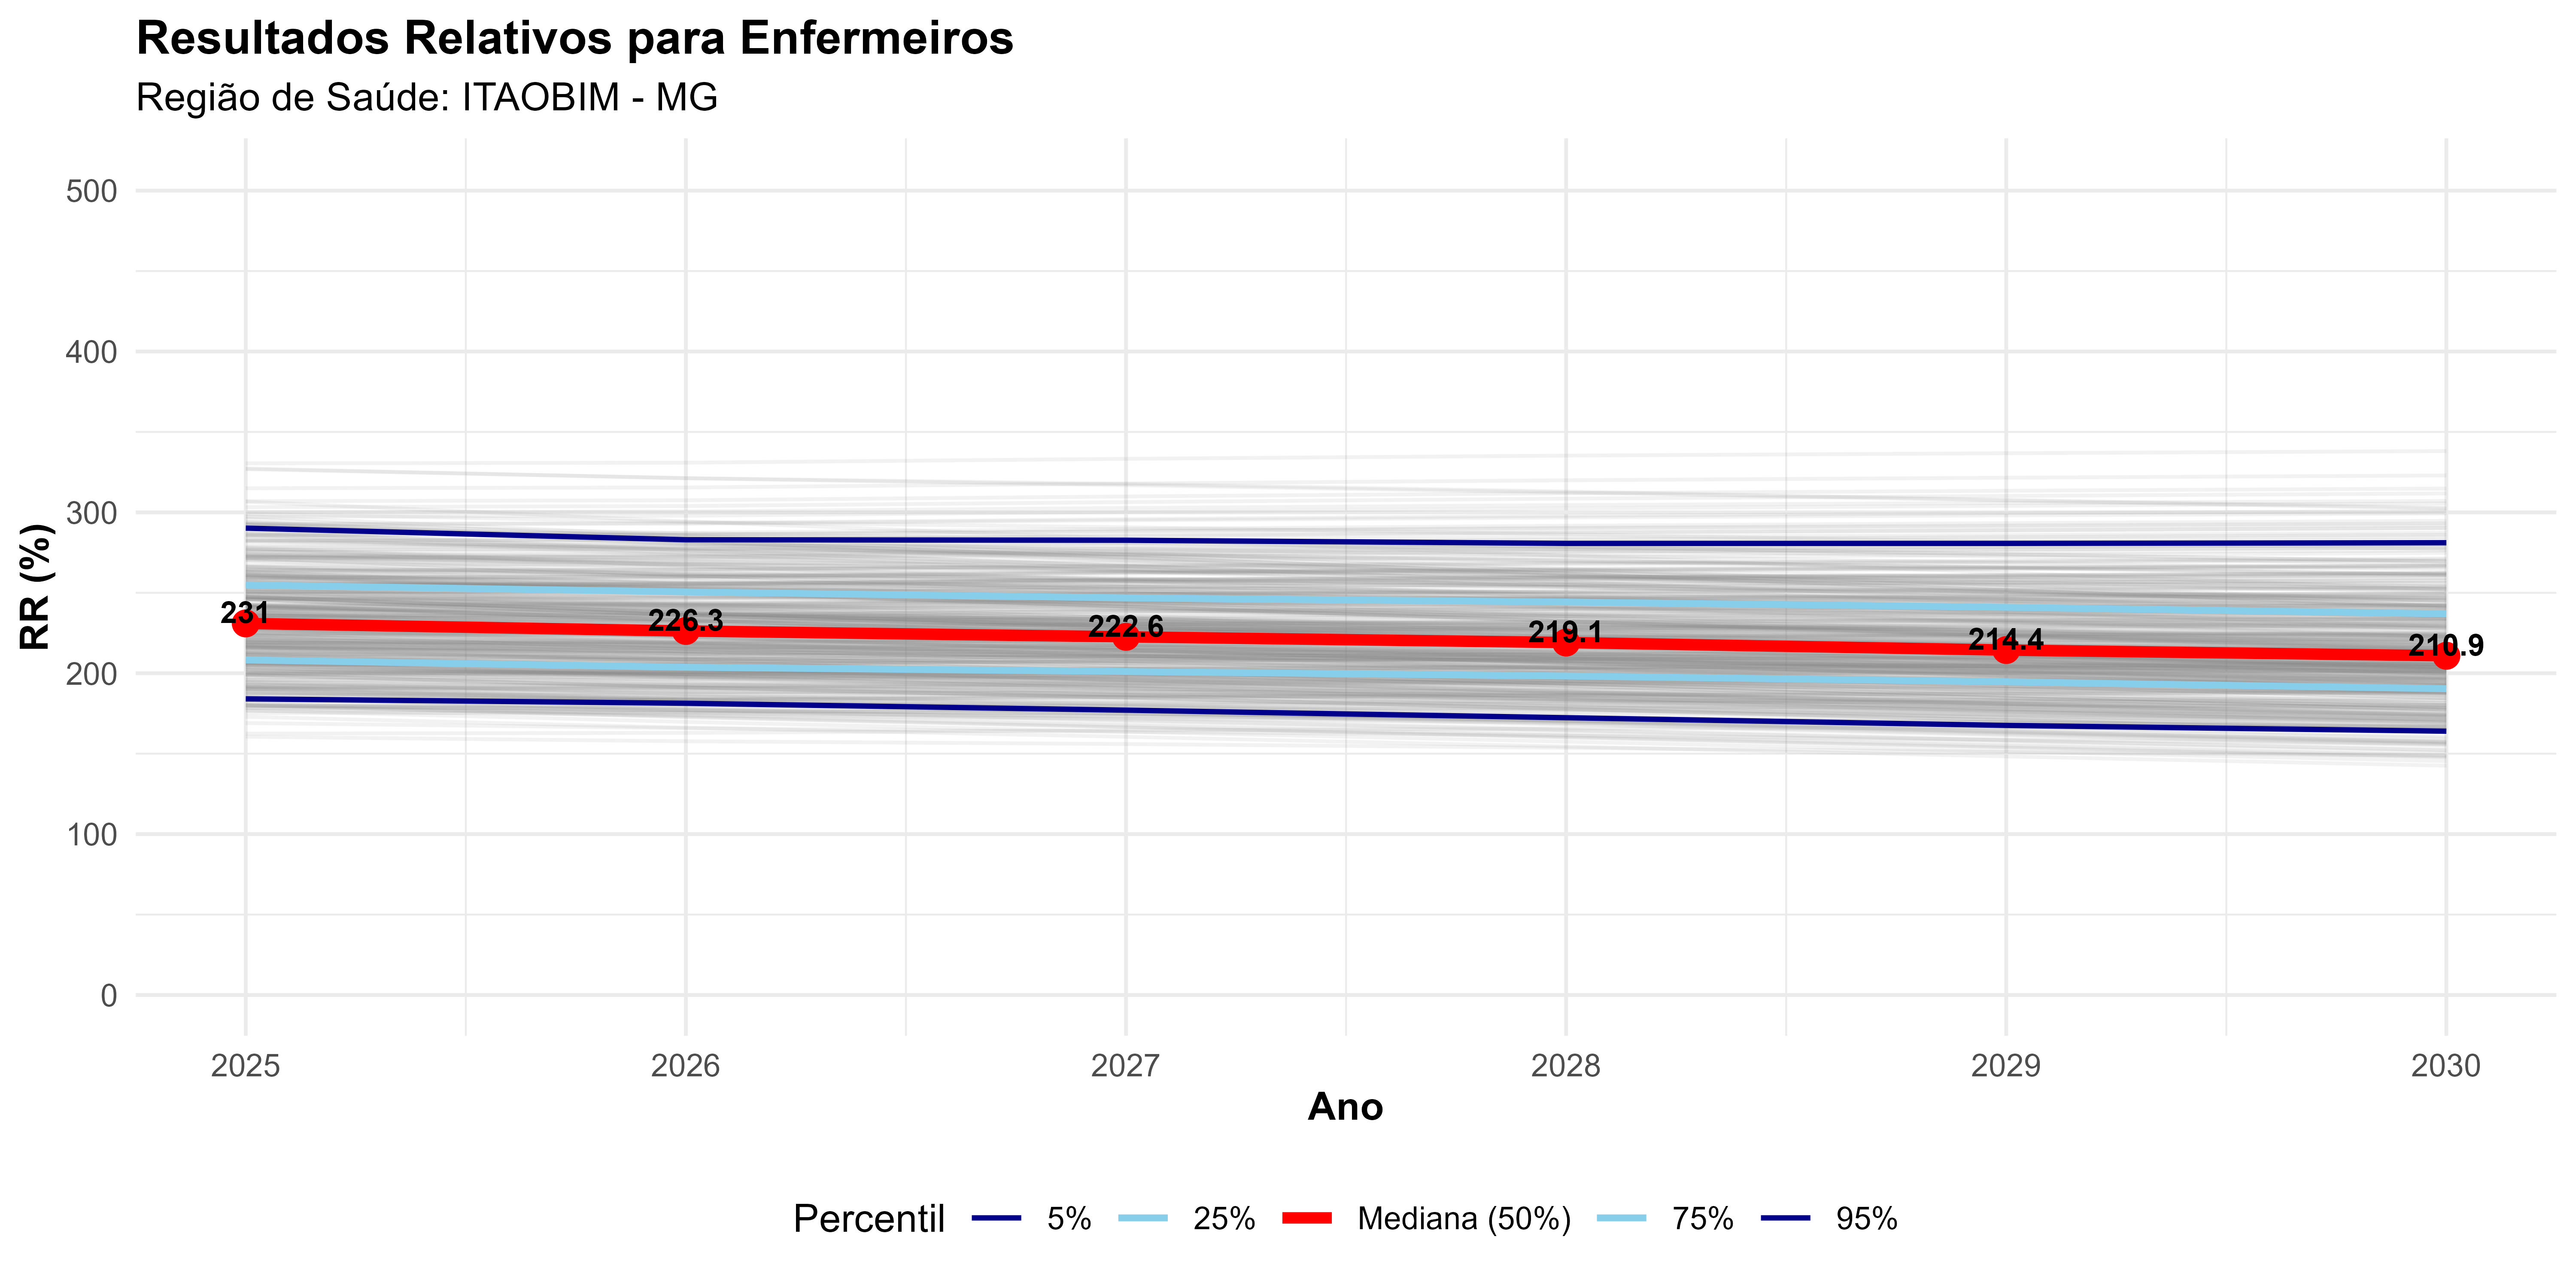 Resultados Relativos para Enfermeiros
Região de Saúde: ITAOBIM - MG
RR (%)
500
400
300
200
100
0
231
226.3
222.6
219.1
214.4
210.9
2025 2026 2027 2028 2029 2030
Ano
Percentil 5% 25% Mediana (50%) 75% 95%